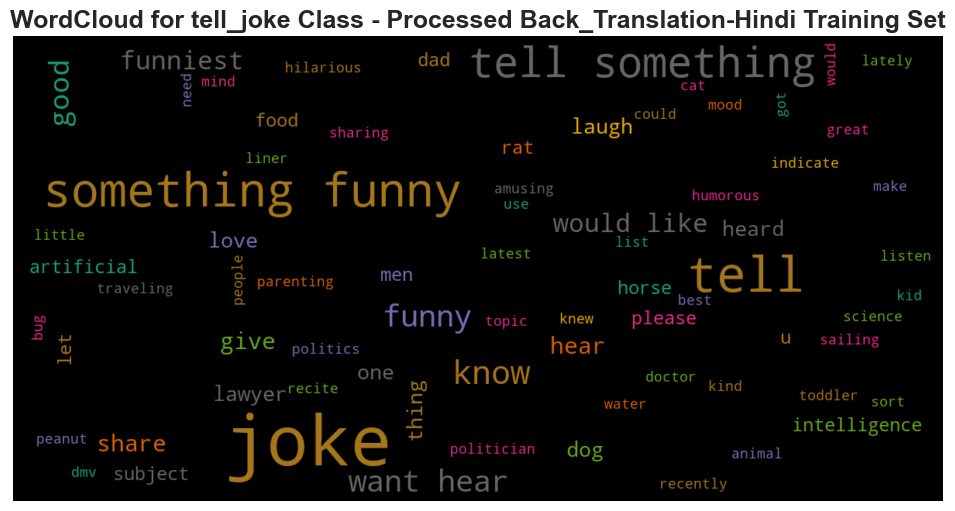 WordCloud for tell_joke Class - Processed Back_Translation-Hindi Training Set
funniest
dad
tell something
would
lately
good
need
mind
hilarious
cat
mood
got
food
sharing
laugh
could
great
liner
rat
indicate
something funny
amusing
use
humorous
make
little
love
would like
heard
list
latest
listen
artificial
traveling
people
parenting
men
tell
horse
best
kid
bug
let
funny
topic
knew
please
science
give
politics
hear
u
sailing
one
know
lawyer
recite
thing
doctor
kind
toddler
sort
water
intelligence
peanut
share
joke
politician
dog
animal
dmv
subject
want hear
recently